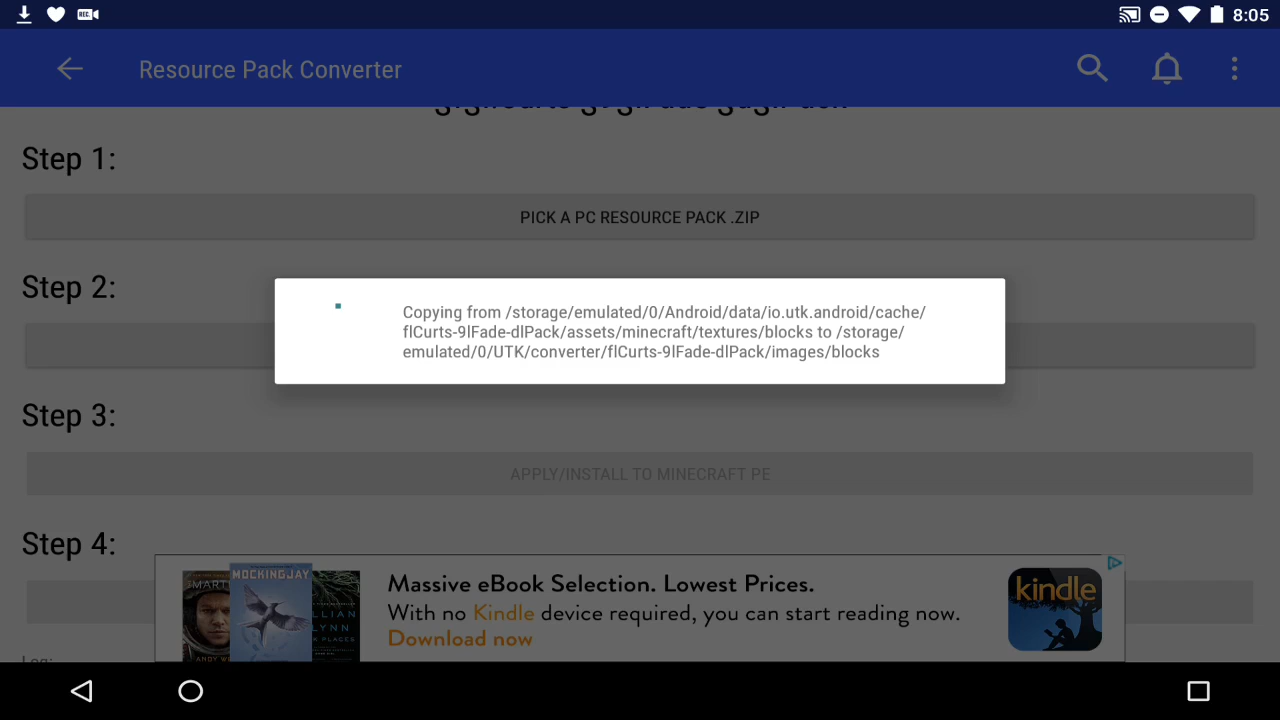 REC.
8:05
Resource Pack Converter
Step 1:
PICK A PC RESOURCE PACK .ZIP
Step 2:
Copying from /storage/emulated/0/Android/data/io.utk.android/cache/
flCurts-9lFade-dlPack/assets/minecraft/textures/blocks to /storage/
emulated/0/UTK/converter/flCurts-9lFade-dlPack/images/blocks
Step 3:
APPLY/INSTALL TO MINECRAFT PE
Step 4:
MOCKINGJAY
Massive eBook Selection. Lowest Prices.
With no Kindle device required, you can start reading now.
Download now
kindle